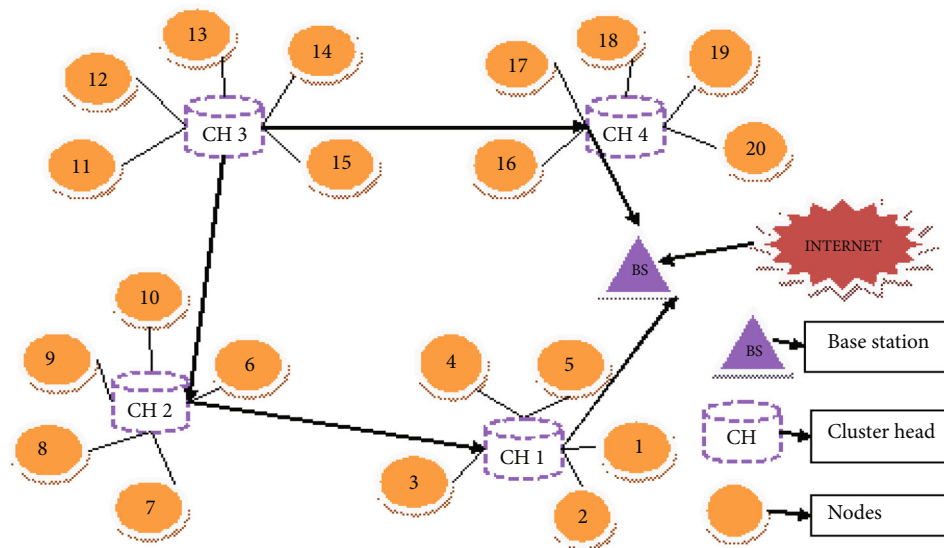 13
14
12
CH 3
11
15
18
19
17
CH 4
16
20
BS
INTERNET
10
9
6
CH 2
8
7
4
5
CH 1
3
1
2
BS
Base station
CH
Cluster head
Nodes